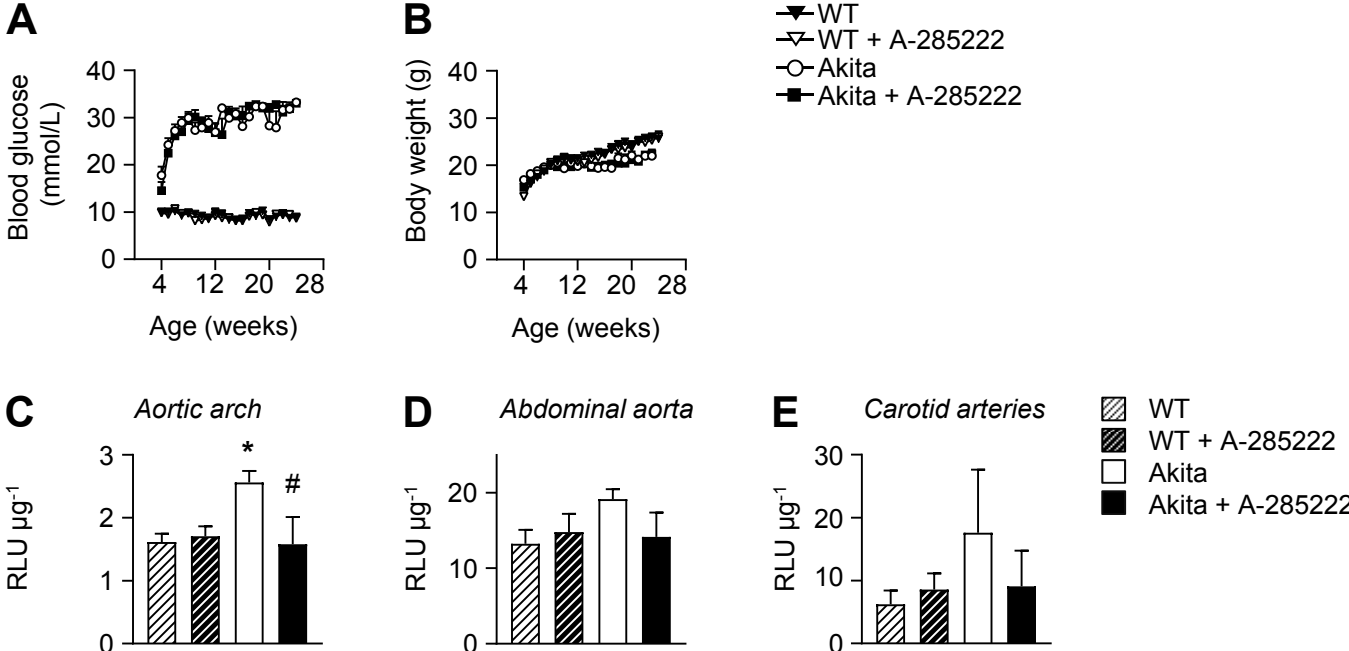 A
Blood glucose
(mmol/L)
40
30
20
10
0
4 12 20 28
Age (weeks)
B
Body weight (g)
40
30
20
10
0
4 12 20 28
Age (weeks)
WT
WT + A-285222
Akita
Akita + A-285222
C
Aortic arch
RLU µg-1
3
2
1
0
*
#
D
Abdominal aorta
RLU µg-1
20
10
0
E
Carotid arteries
RLU µg-1
30
20
10
0
WT
WT + A-285222
Akita
Akita + A-285222